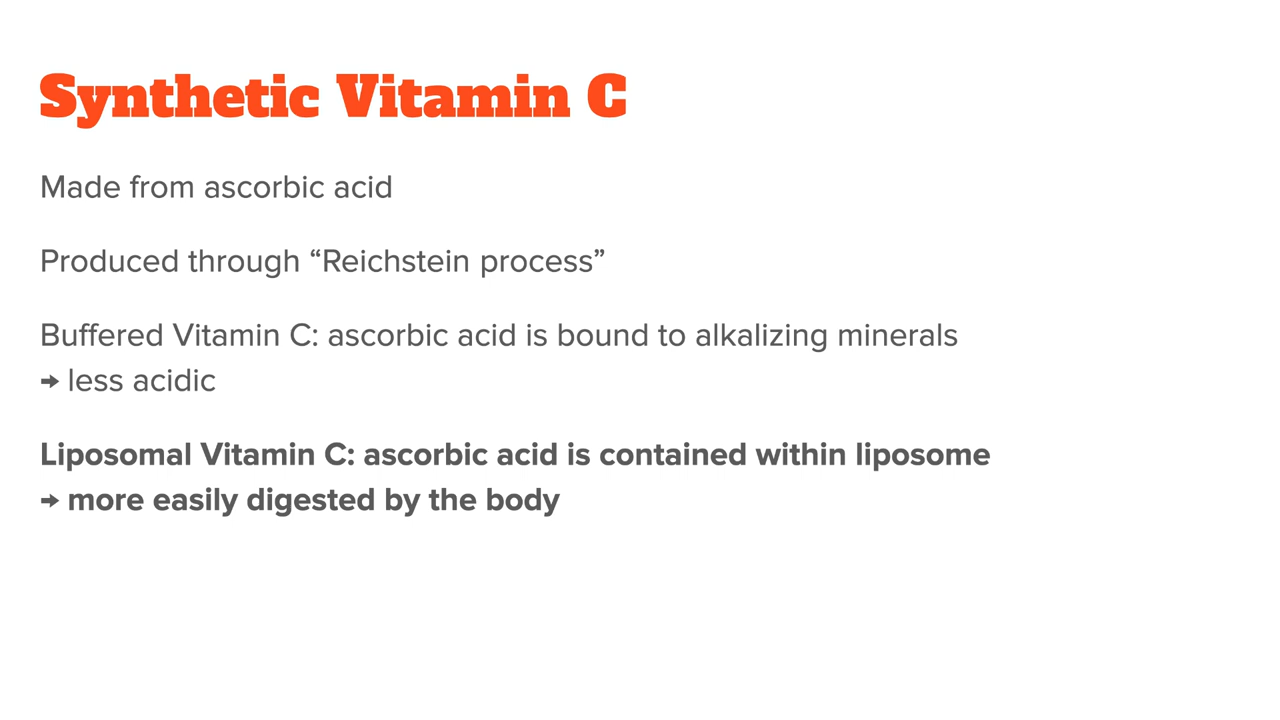 Synthetic Vitamin C
Made from ascorbic acid
Produced through “Reichstein process”
Buffered Vitamin C: ascorbic acid is bound to alkalizing minerals
→ less acidic
Liposomal Vitamin C: ascorbic acid is contained within liposome
→ more easily digested by the body